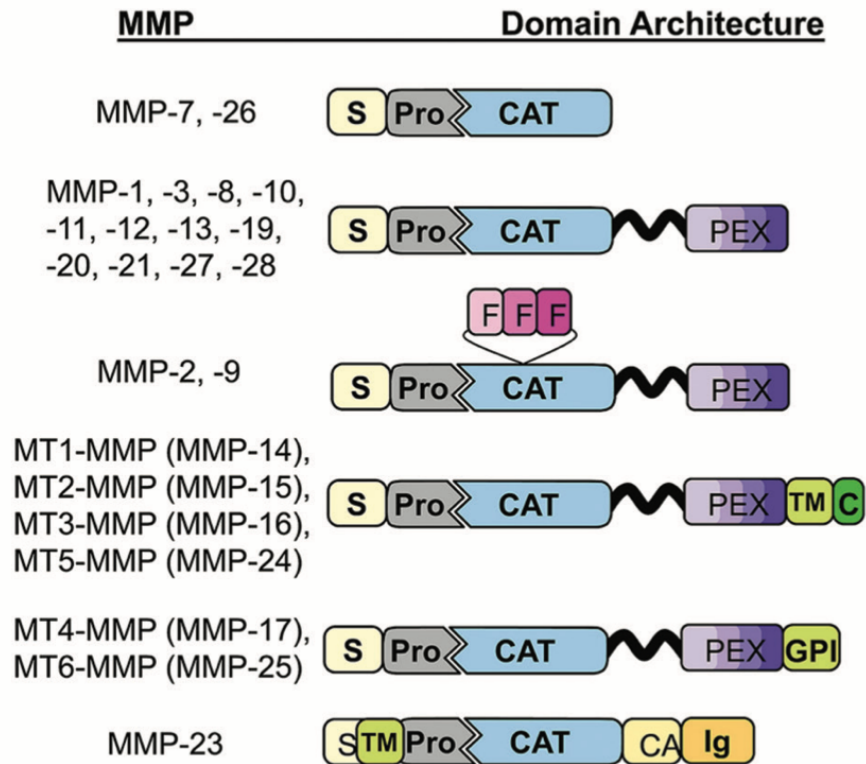 MMP Domain Architecture
MMP-7, -26
S Pro CAT
MMP-1, -3, -8, -10,
-11, -12, -13, -19,
-20, -21, -27, -28
S Pro CAT PEX
F F F
MMP-2, -9
S Pro CAT PEX
MT1-MMP (MMP-14),
MT2-MMP (MMP-15),
MT3-MMP (MMP-16),
MT5-MMP (MMP-24)
S Pro CAT PEX TM C
MT4-MMP (MMP-17),
MT6-MMP (MMP-25)
S Pro CAT PEX GPI
MMP-23
S TM Pro CAT CA Ig